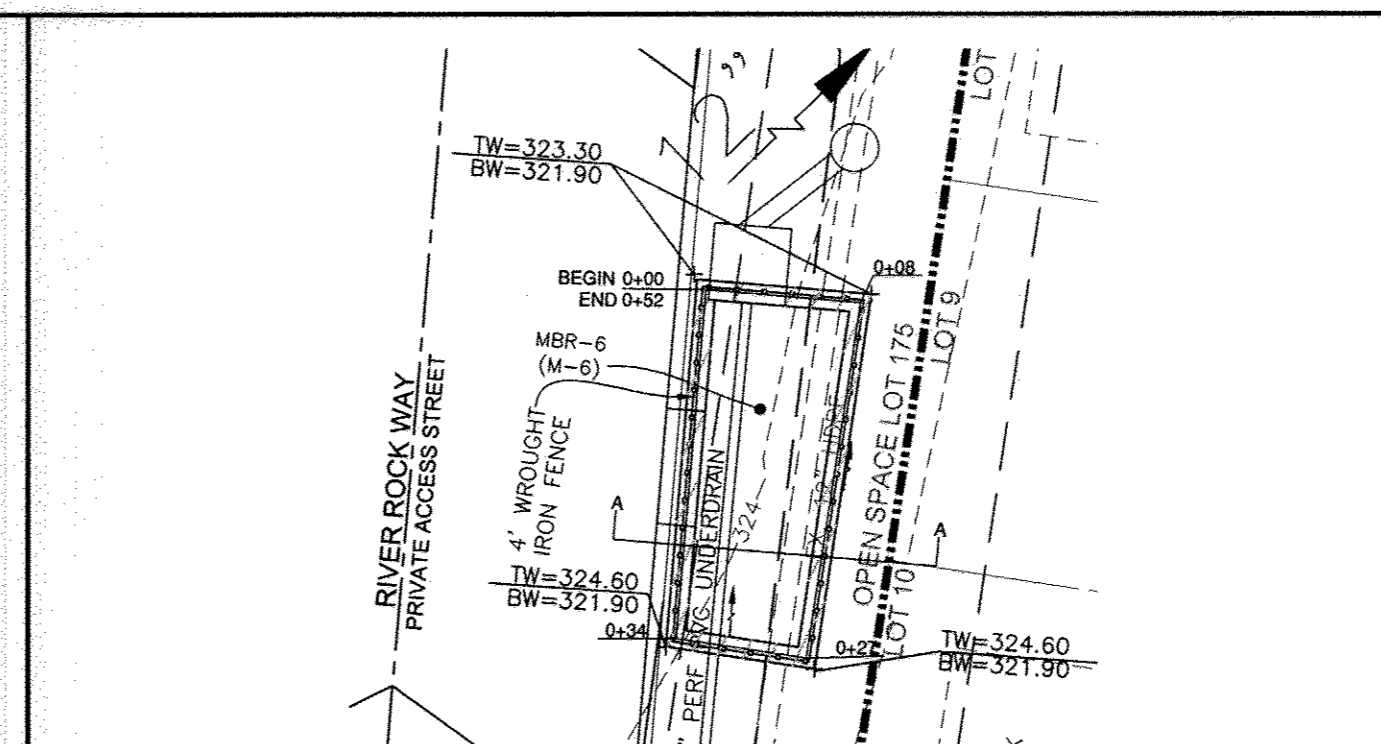 LOT
TW=323.30
BW=321.90
BEGIN 0+00
END 0+52
0+08
MBR-6
(M-6)
4' WROUGHT
IRON FENCE
RIVER ROCK WAY
PRIVATE ACCESS STREET
OPEN SPACE LOT 175
LOT 9
LOT 10
A
A
324
UNDERDRAIN
PERF
TW=324.60
BW=321.90
0+34
0+27
TW=324.60
BW=321.90